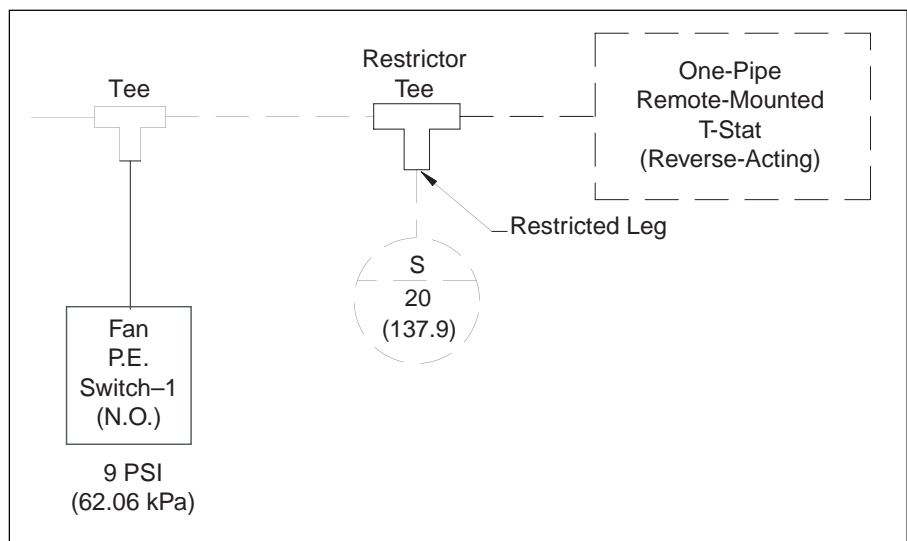 Tee
Restrictor
Tee
One-Pipe
Remote-Mounted
T-Stat
(Reverse-Acting)
Restricted Leg
S
20
(137.9)
Fan
P.E.
Switch–1
(N.O.)
9 PSI
(62.06 kPa)